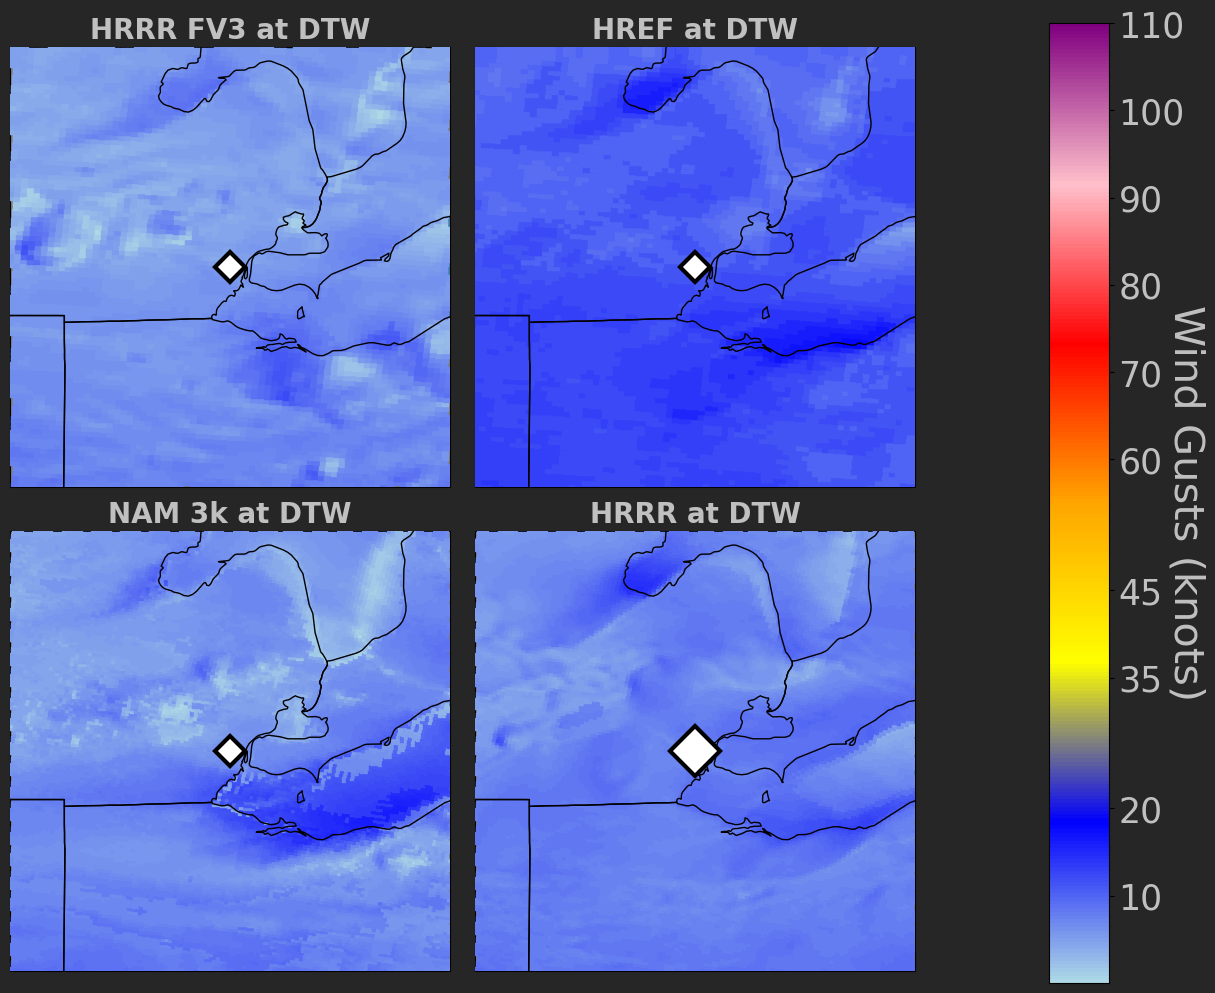 HRRR FV3 at DTW
HREF at DTW
NAM 3k at DTW
HRRR at DTW
110
100
90
80
70
60
45
35
20
10
Wind Gusts (knots)